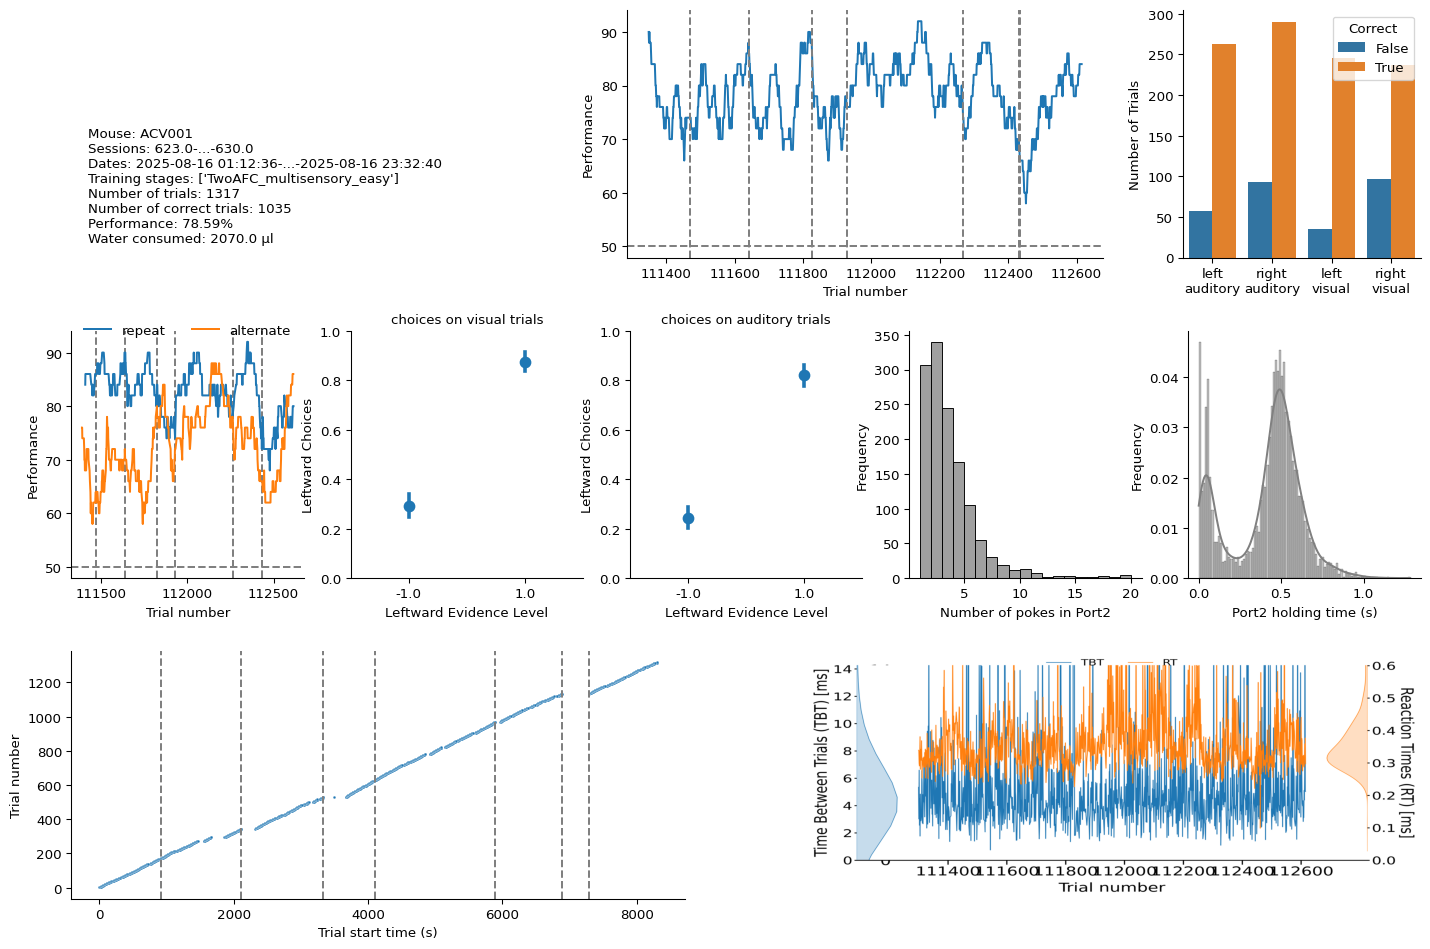 Mouse: ACV001
Sessions: 623.0-...-630.0
Dates: 2025-08-16 01:12:36-...-2025-08-16 23:32:40
Training stages: ['TwoAFC_multisensory_easy']
Number of trials: 1317
Number of correct trials: 1035
Performance: 78.59%
Water consumed: 2070.0 µl
Performance
90
80
70
60
50
111400 111600 111800 112000 112200 112400 112600
Trial number
Number of Trials
300
250
200
150
100
50
0
Correct
False
True
left auditory
right auditory
left visual
right visual
repeat alternate
Performance
90
80
70
60
50
111500 112000 112500
Trial number
choices on visual trials
Leftward Choices
1.0
0.8
0.6
0.4
0.2
0.0
-1.0 1.0
Leftward Evidence Level
choices on auditory trials
Leftward Choices
1.0
0.8
0.6
0.4
0.2
0.0
-1.0 1.0
Leftward Evidence Level
Frequency
350
300
250
200
150
100
50
0
5 10 15 20
Number of pokes in Port2
Frequency
0.04
0.03
0.02
0.01
0.00
0.0 0.5 1.0
Port2 holding time (s)
Trial number
1200
1000
800
600
400
200
0
0 2000 4000 6000 8000
Trial start time (s)
TBT RT
Time Between Trials (TBT) [ms]
14
12
10
8
6
4
2
0
0
111400 111600 111800 112000 112200 112400 112600
Trial number
0.6
0.5
0.4
0.3
0.2
0.1
0.0
Reaction Times (RT) [ms]